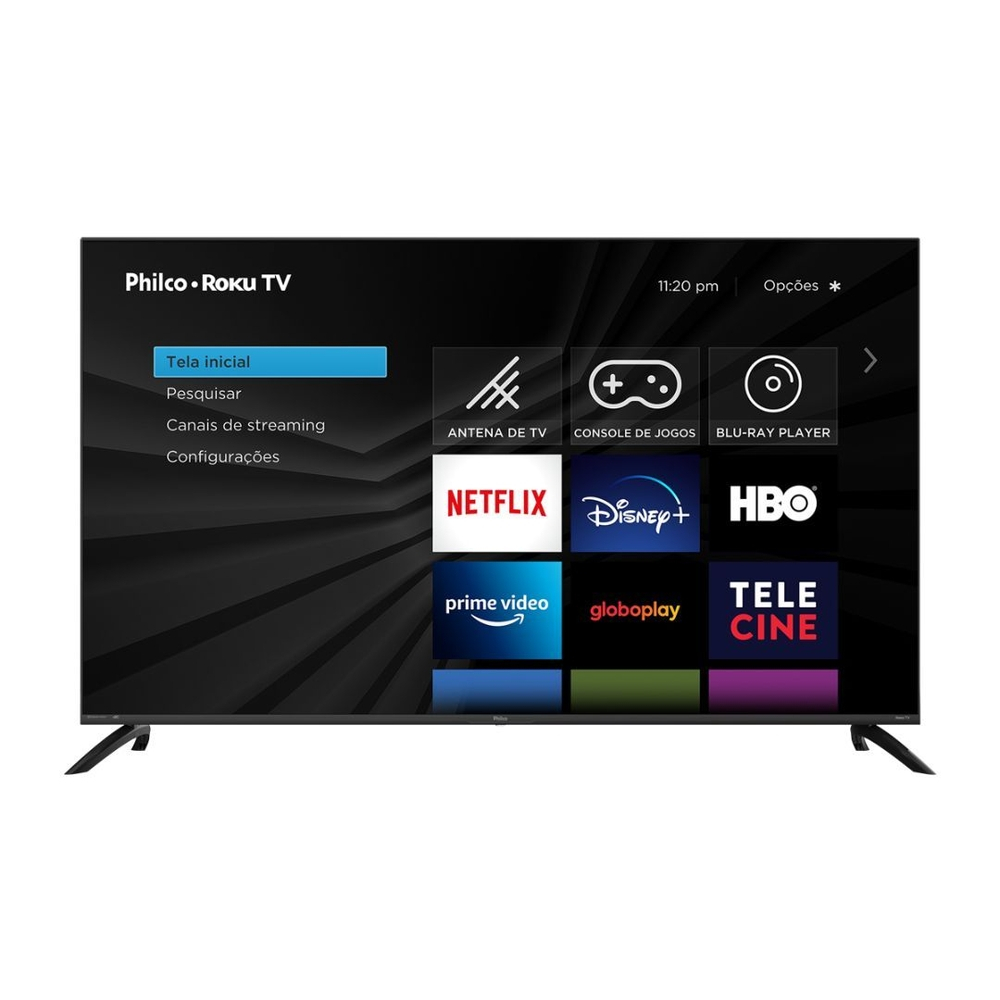 Philco • Roku TV
11:20 pm
Opções *
Tela inicial
Pesquisar
Canais de streaming
Configurações
ANTENA DE TV
CONSOLE DE JOGOS
BLU-RAY PLAYER
NETFLIX
Disney+
HBO®
prime video
globoplay
TELE
CINE
Philco